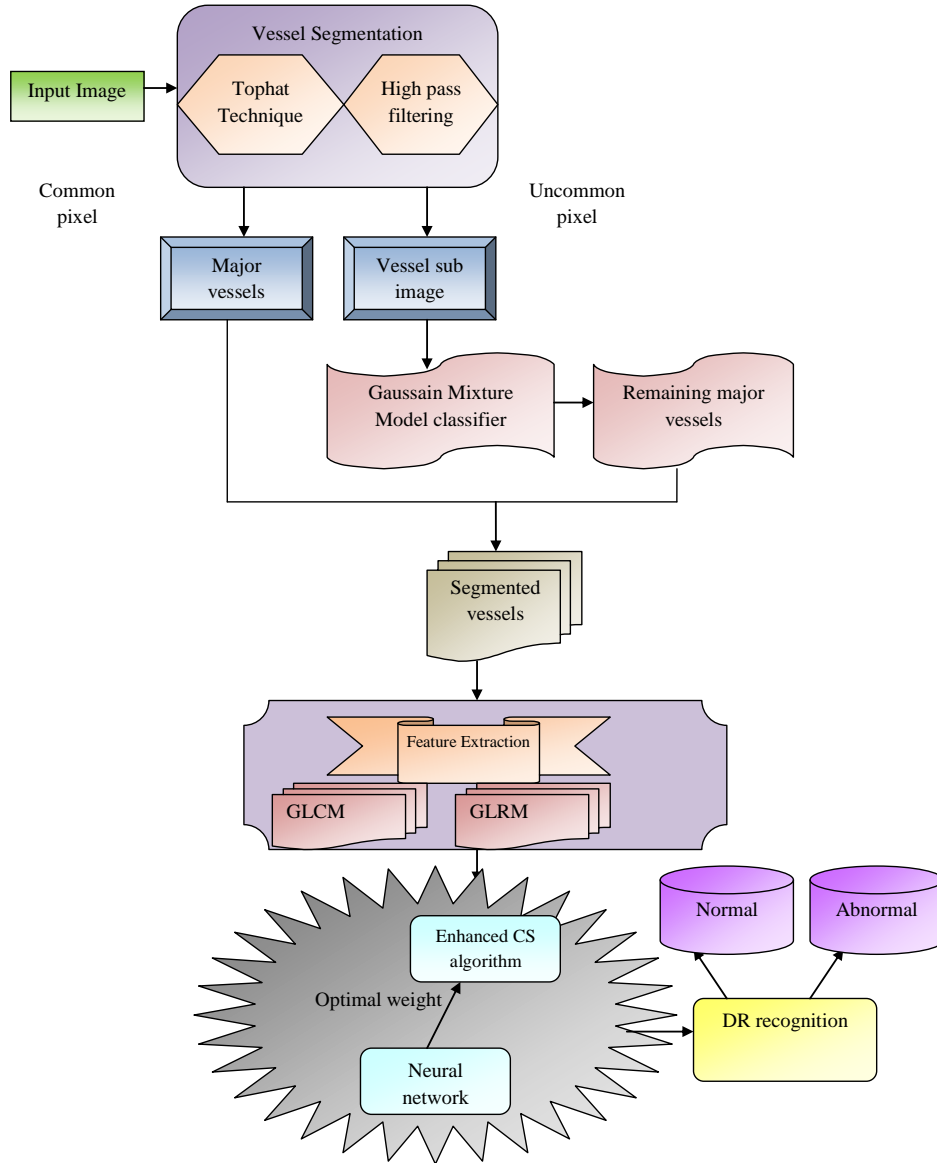 Vessel Segmentation
Input Image
Tophat
Technique
High pass
filtering
Common
pixel
Uncommon
pixel
Major
vessels
Vessel sub
image
Gaussain Mixture
Model classifier
Remaining major
vessels
Segmented
vessels
Feature Extraction
GLCM
GLRM
Normal
Abnormal
Enhanced CS
algorithm
Optimal weight
DR recognition
Neural
network